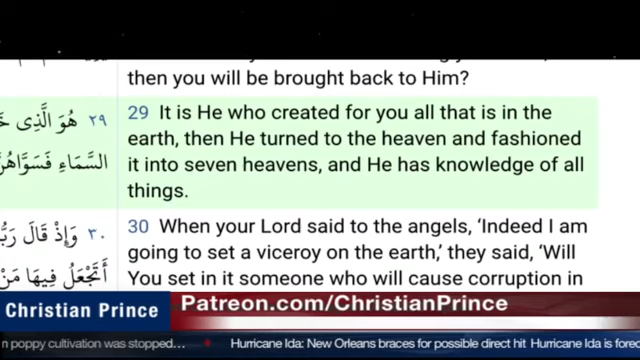 then you will be brought back to Him?
٢٩ هُوَ الَّذِي
29 It is He who created for you all that is in the
earth, then He turned to the heaven and fashioned
السَّمَاءِ فَسَوَّاهُنَّ
it into seven heavens, and He has knowledge of all
things.
٣٠ وَإِذْ قَالَ
30 When your Lord said to the angels, ‘Indeed I am
going to set a viceroy on the earth,’ they said, ‘Will
أَتَجْعَلُ فِيهَا مَنْ
You set in it someone who will cause corruption in
Christian Prince
Patreon.com/ChristianPrince
poppy cultivation was stopped...
Hurricane Ida: New Orleans braces for possible direct hit Hurricane Ida is